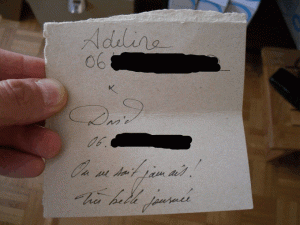 Adeline
06
x
David
06.
On ne sait jamais!
Très belle journée